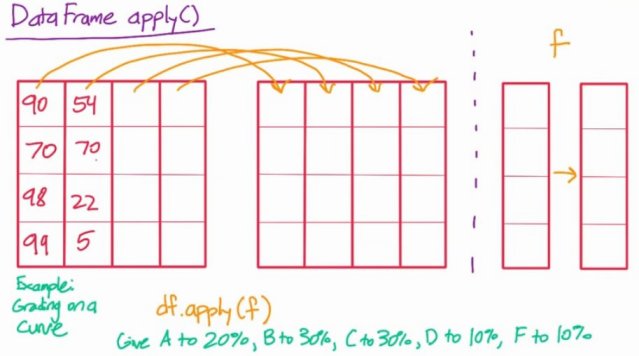 DataFrame apply()
f
90 54
70 70
98 22
99 5
Example:
Grading on a
Curve
df.apply(f)
Give A to 20%, B to 30%, C to 30%, D to 10%, F to 10%